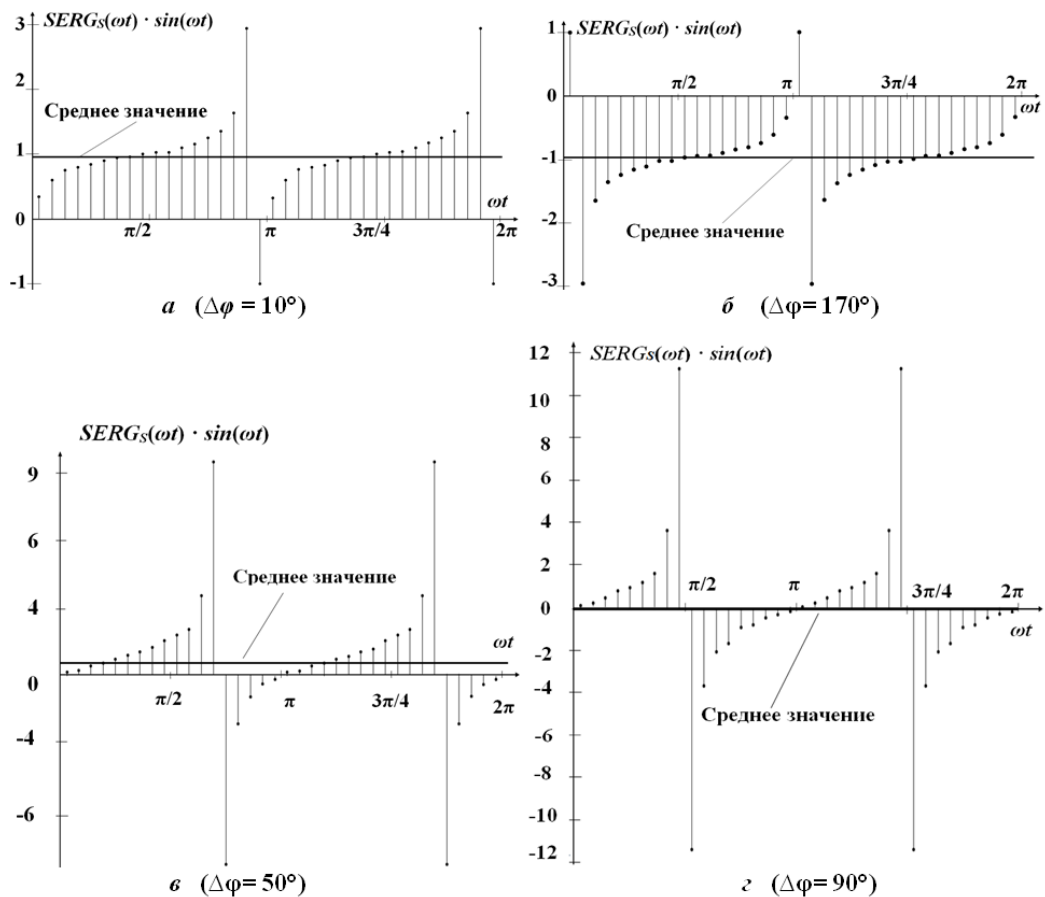 SERGs(ωt) · sin(ωt)
3
2
Среднее значение
1
0
ωt
π/2
π
3π/4
2π
-1
а (Δφ = 10°)
SERGs(ωt) · sin(ωt)
1
π/2
π
3π/4
2π
0
ωt
-1
-2
Среднее значение
-3
б (Δφ= 170°)
SERGs(ωt) · sin(ωt)
9
6
Среднее значение
4
ωt
0
π/2
π
3π/4
2π
-4
-6
в (Δφ= 50°)
12
SERGs(ωt) · sin(ωt)
10
8
6
4
2
π/2
π
3π/4
2π
0
ωt
-2
-4
Среднее значение
-6
-8
-10
-12
г (Δφ= 90°)